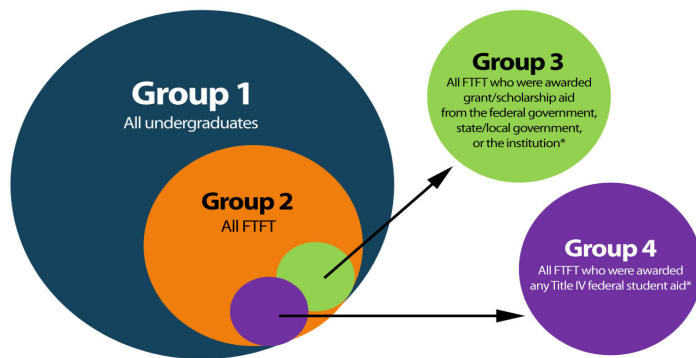 Group 1
All undergraduates
Group 2
All FTFT
Group 3
All FTFT who were awarded
grant/scholarship aid
from the federal government,
state/local government,
or the institution*
Group 4
All FTFT who were awarded
any Title IV federal student aid*